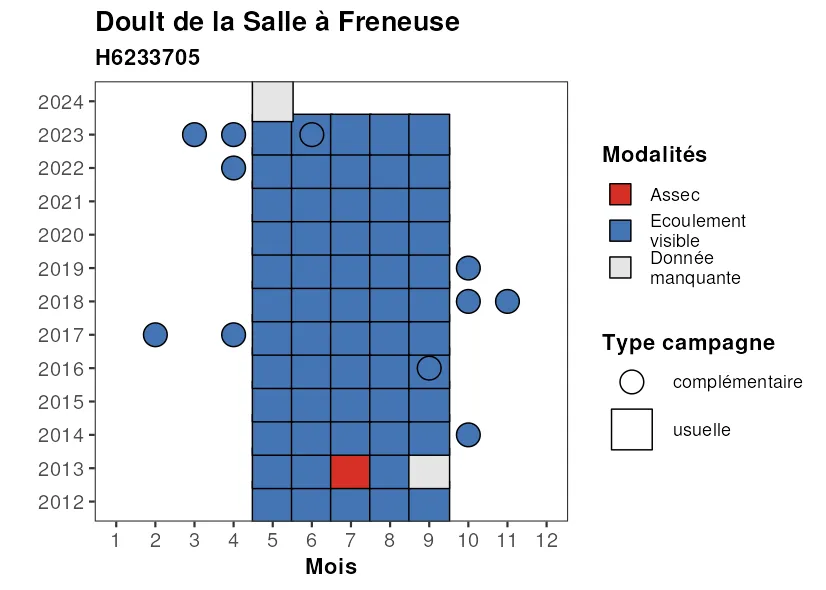 Doult de la Salle à Freneuse
H6233705
2024
2023
2022
2021
2020
2019
2018
2017
2016
2015
2014
2013
2012
1 2 3 4 5 6 7 8 9 10 11 12
Mois
Modalités
Assec
Ecoulement
visible
Donnée
manquante
Type campagne
complémentaire
usuelle